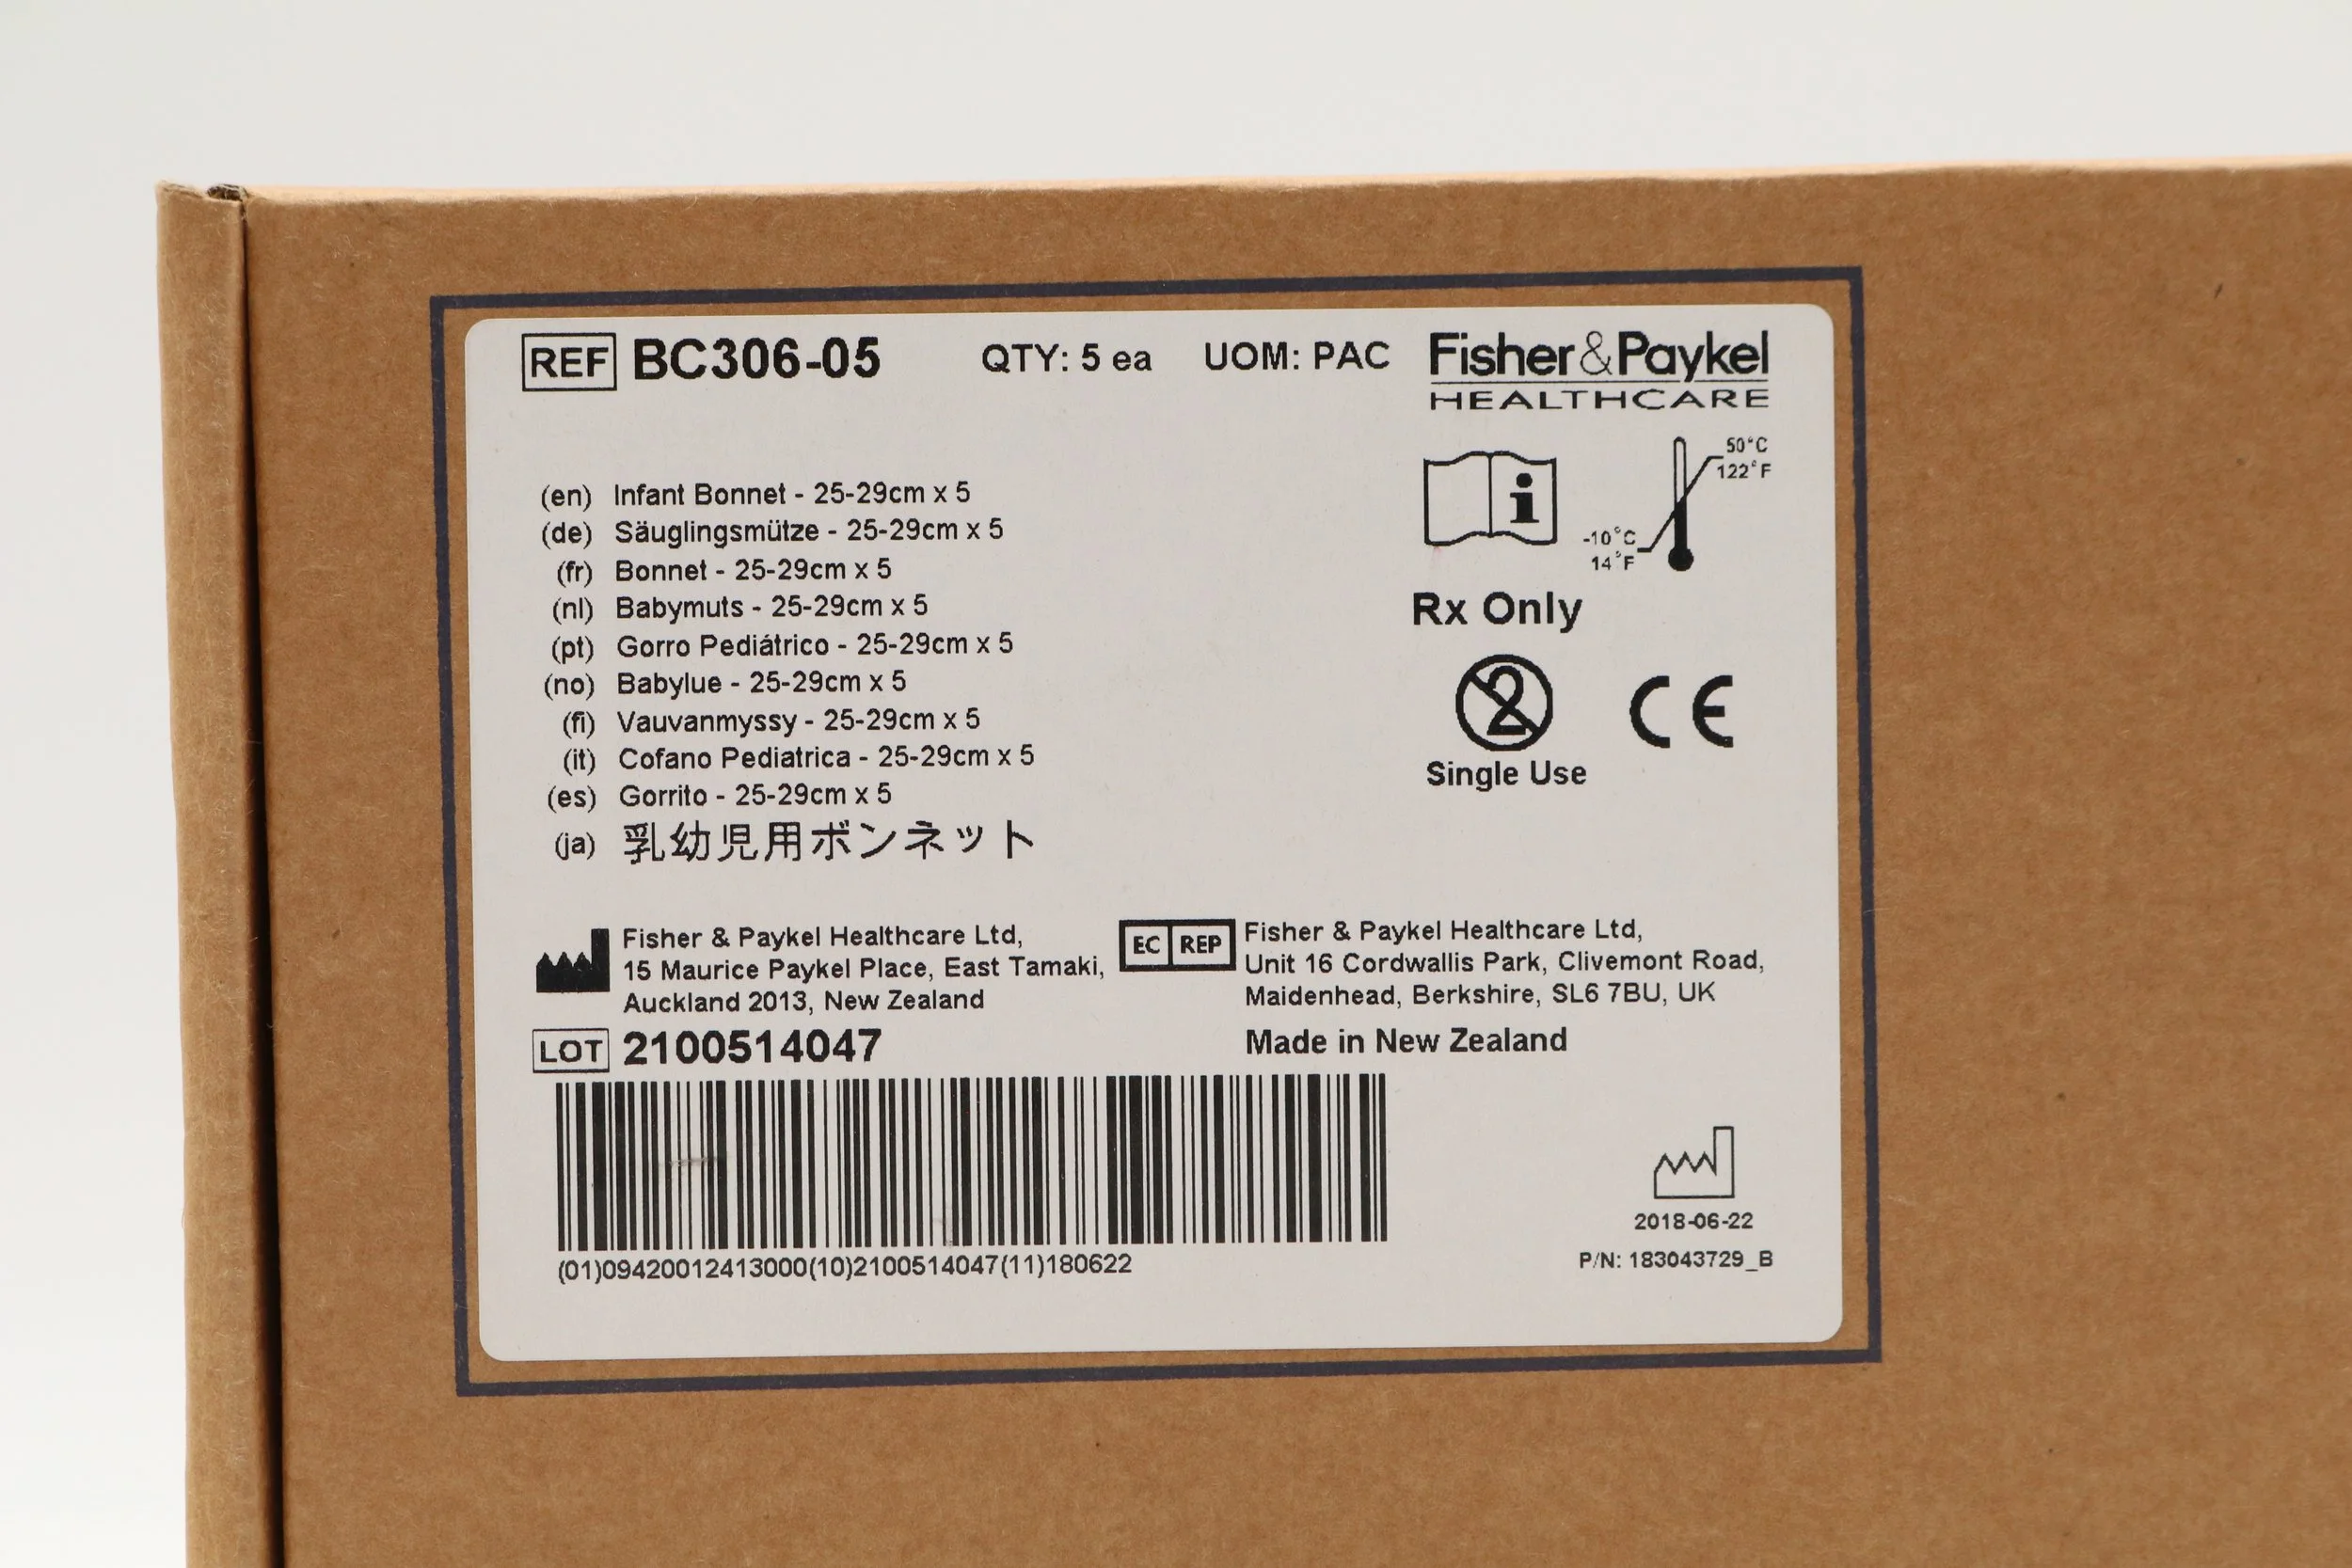 REF BC306-05 QTY: 5 ea UOM: PAC Fisher&Paykel
HEALTHCARE
50°C
122°F
-10°C
14°F
(en) Infant Bonnet - 25-29cm x 5
(de) Säuglingsmütze - 25-29cm x 5
(fr) Bonnet - 25-29cm x 5
(nl) Babymuts - 25-29cm x 5
(pt) Gorro Pediátrico - 25-29cm x 5
(no) Babylue - 25-29cm x 5
(fi) Vauvanmyssy - 25-29cm x 5
(it) Cofano Pediatrica - 25-29cm x 5
(es) Gorrito - 25-29cm x 5
(ja) 乳幼児用ボンネット
Rx Only
2
CE
Single Use
Fisher & Paykel Healthcare Ltd,
15 Maurice Paykel Place, East Tamaki,
Auckland 2013, New Zealand
EC REP Fisher & Paykel Healthcare Ltd,
Unit 16 Cordwallis Park, Clivemont Road,
Maidenhead, Berkshire, SL6 7BU, UK
LOT 2100514047
Made in New Zealand
(01)09420012413000(10)2100514047(11)180622
2018-06-22
P/N: 183043729_B